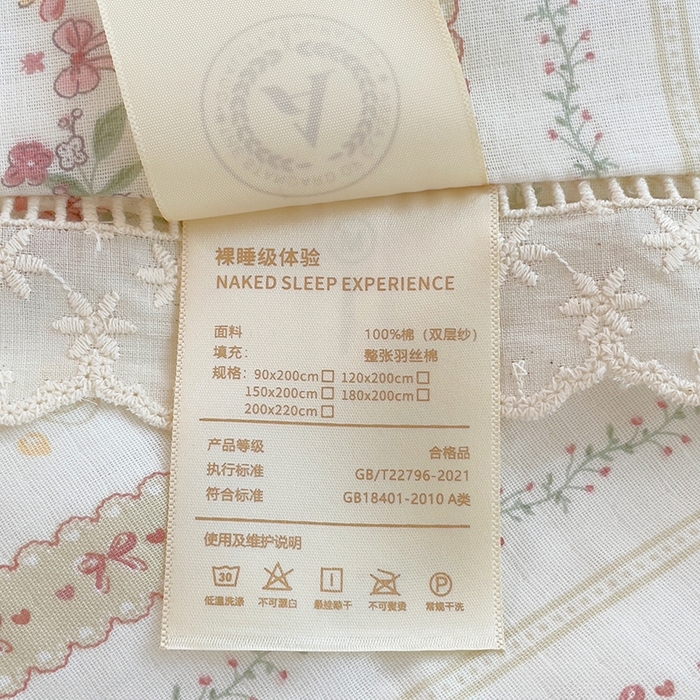 裸睡级体验
NAKED SLEEP EXPERIENCE
面料 100%棉（双层纱）
填充： 整张羽丝棉
规格：90x200cm□ 120x200cm□
150x200cm□ 180x200cm□
200x220cm□
产品等级 合格品
执行标准 GB/T22796-2021
符合标准 GB18401-2010 A类
使用及维护说明
30
P
低温洗涤 不可漂白 悬挂晾干 不可熨烫 常规干洗